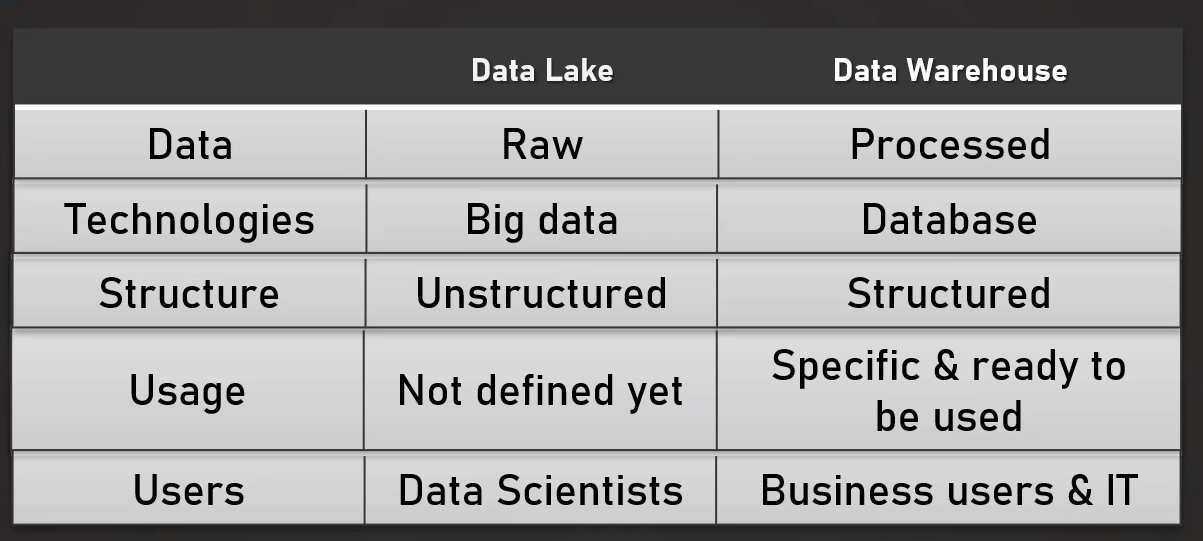 Data Lake Data Warehouse
Data Raw Processed
Technologies Big data Database
Structure Unstructured Structured
Usage Not defined yet Specific & ready to
be used
Users Data Scientists Business users & IT